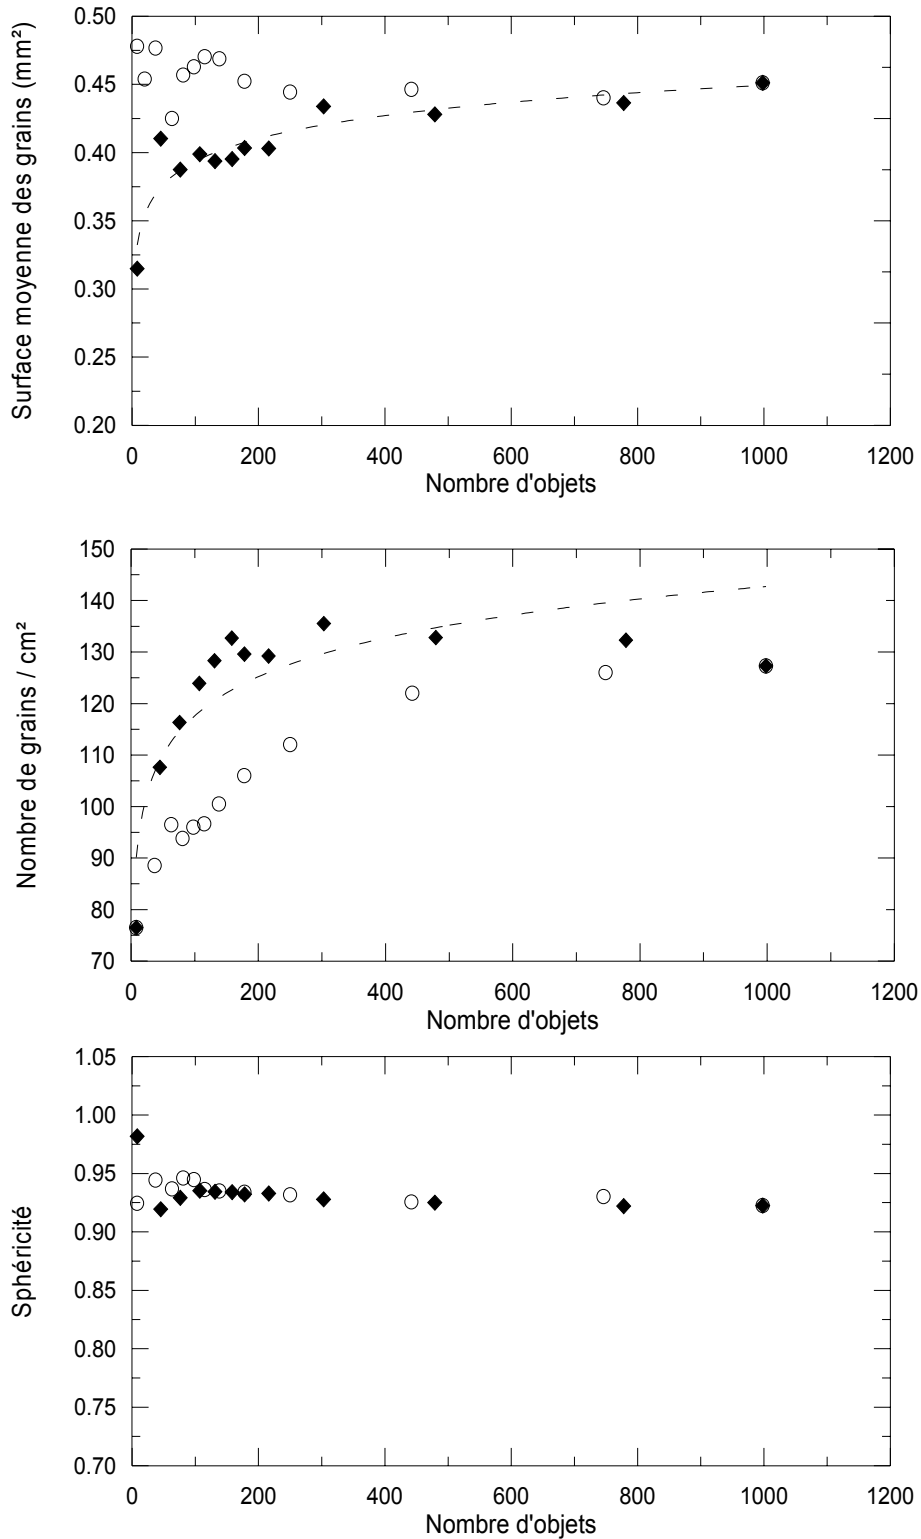 Surface moyenne des grains (mm²)
0.50
0.45
0.40
0.35
0.30
0.25
0.20
0 200 400 600 800 1000 1200
Nombre d'objets
Nombre de grains / cm²
150
140
130
120
110
100
90
80
70
0 200 400 600 800 1000 1200
Nombre d'objets
Sphéricité
1.05
1.00
0.95
0.90
0.85
0.80
0.75
0.70
0 200 400 600 800 1000 1200
Nombre d'objets